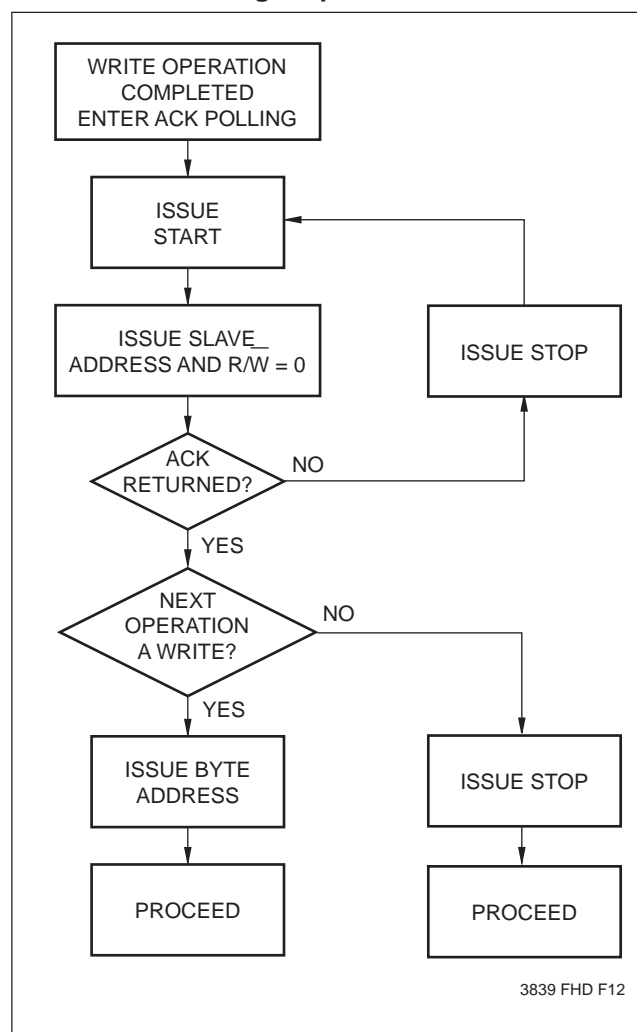 WRITE OPERATION
COMPLETED
ENTER ACK POLLING
ISSUE
START
ISSUE SLAVE
ADDRESS AND R/W̅ = 0
ISSUE STOP
ACK
RETURNED?
NO
YES
NEXT
OPERATION
A WRITE?
NO
YES
ISSUE BYTE
ADDRESS
ISSUE STOP
PROCEED
PROCEED
3839 FHD F12